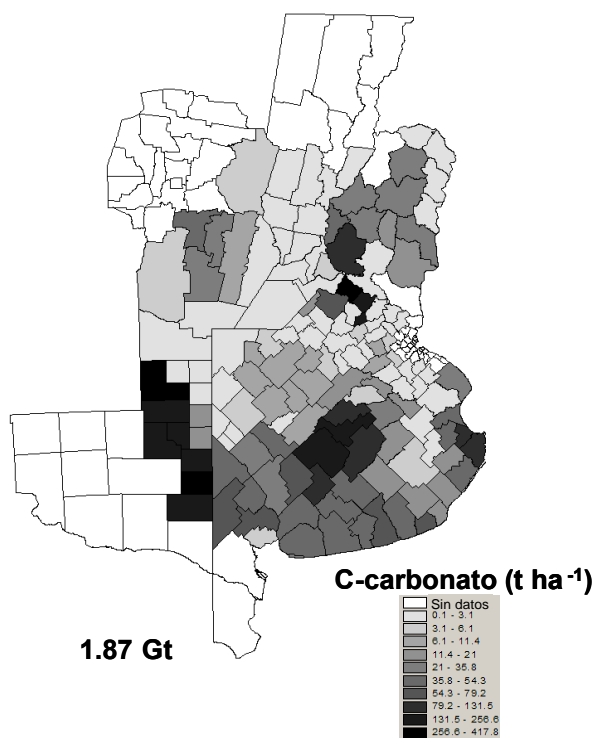 C-carbonato (t ha⁻¹)
Sin datos
0.1 - 3.1
3.1 - 6.1
6.1 - 11.4
11.4 - 21
21 - 35.8
35.8 - 54.3
54.3 - 79.2
79.2 - 131.5
131.5 - 256.6
256.6 - 417.8
1.87 Gt